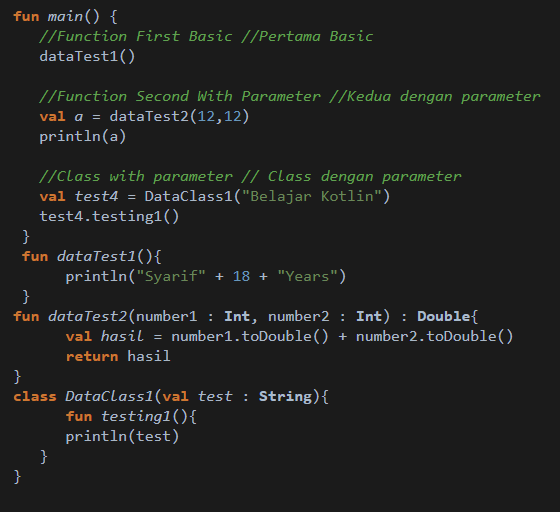 fun main() {
//Function First Basic //Pertama Basic
dataTest1()
//Function Second With Parameter //Kedua dengan parameter
val a = dataTest2(12,12)
println(a)
//Class with parameter // Class dengan parameter
val test4 = DataClass1("Belajar Kotlin")
test4.testing1()
}
fun dataTest1(){
println("Syarif" + 18 + "Years")
}
fun dataTest2(number1 : Int, number2 : Int) : Double{
val hasil = number1.toDouble() + number2.toDouble()
return hasil
}
class DataClass1(val test : String){
fun testing1(){
println(test)
}
}